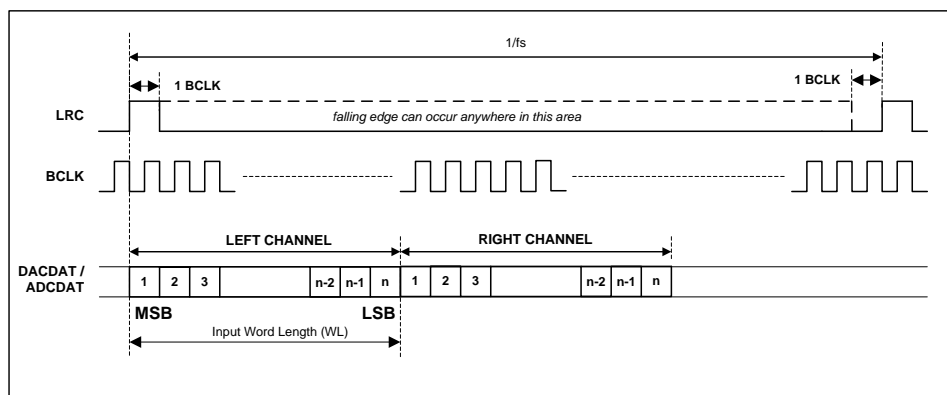 1/fs
1 BCLK
1 BCLK
LRC
falling edge can occur anywhere in this area
BCLK
LEFT CHANNEL
RIGHT CHANNEL
DACDAT /
ADCDAT
1 2 3 n-2 n-1 n 1 2 3 n-2 n-1 n
MSB LSB
Input Word Length (WL)